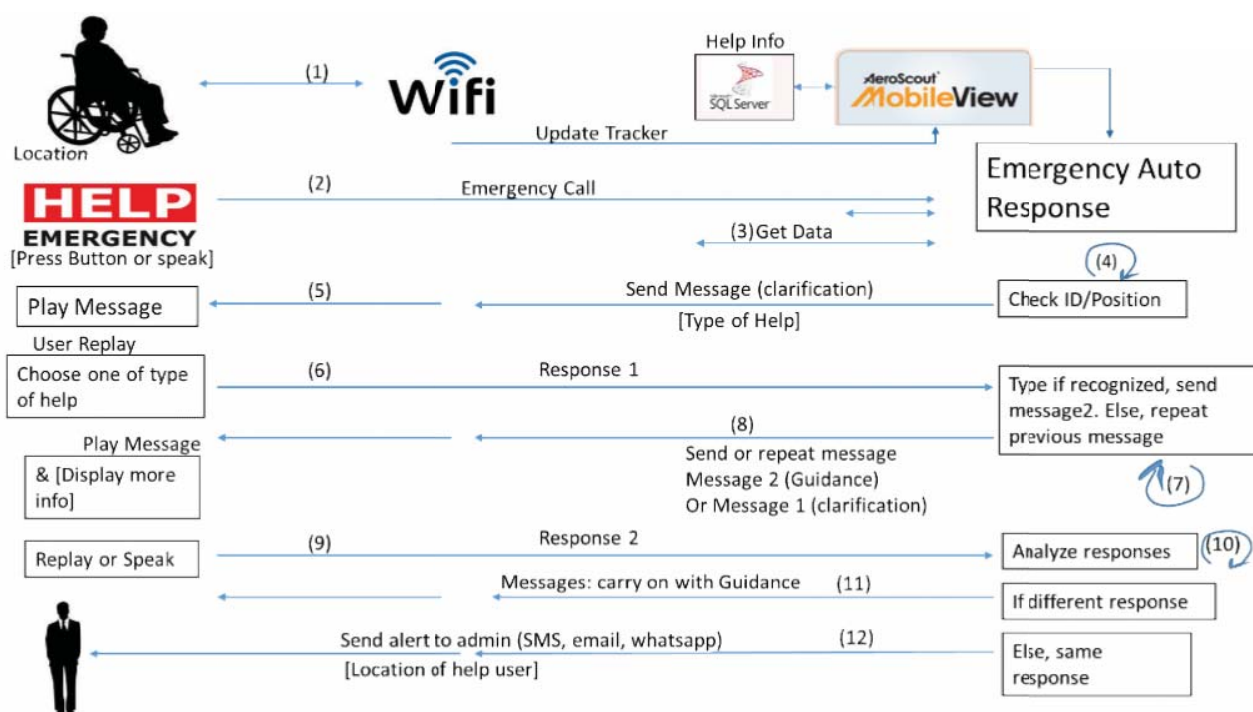 Help Info
(1)
Wifi
Microsoft
SQL Server
AeroScout
MobileView
Location
Update Tracker
HELP
EMERGENCY
[Press Button or speak]
(2)
Emergency Call
Emergency Auto
Response
(3) Get Data
(4)
Play Message
(5)
Send Message (clarification)
[Type of Help]
Check ID/Position
User Replay
Choose one of type
of help
(6)
Response 1
Type if recognized, send
message2. Else, repeat
previous message
(7)
(8)
Send or repeat message
Message 2 (Guidance)
Or Message 1 (clarification)
Play Message
& [Display more
info]
Replay or Speak
(9)
Response 2
Analyze responses
(10)
Messages: carry on with Guidance
(11)
If different response
Send alert to admin (SMS, email, whatsapp)
[Location of help user]
(12)
Else, same
response